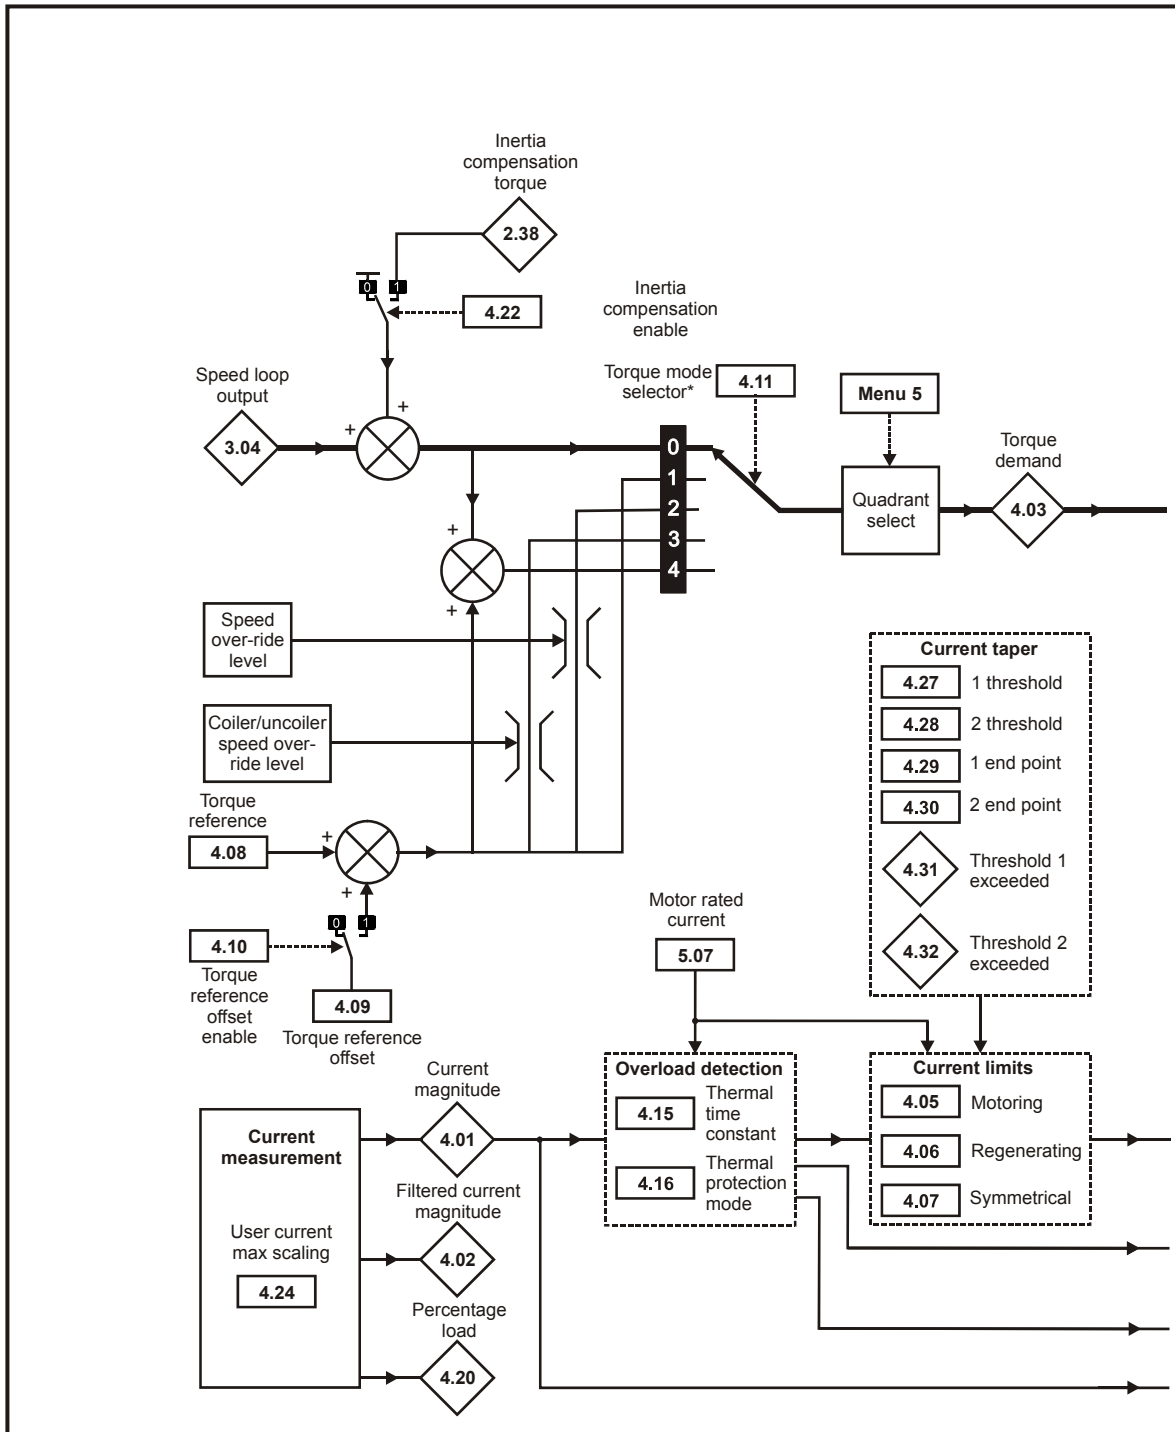 Inertia
compensation
torque
2.38
0 1
4.22
Inertia
compensation
enable
Speed loop
output
3.04
+
+
Torque mode
selector*
4.11
Menu 5
0
1
2
3
4
Quadrant
select
Torque
demand
4.03
+
+
Speed
over-ride
level
Coiler/uncoiler
speed over-
ride level
Torque
reference
4.08
+
+
0 1
4.10
Torque
reference
offset
enable
4.09
Torque reference
offset
Current taper
4.27 1 threshold
4.28 2 threshold
4.29 1 end point
4.30 2 end point
4.31 Threshold 1
exceeded
4.32 Threshold 2
exceeded
Motor rated
current
5.07
Current
measurement
User current
max scaling
4.24
Current
magnitude
4.01
Filtered current
magnitude
4.02
Percentage
load
4.20
Overload detection
4.15 Thermal
time
constant
4.16 Thermal
protection
mode
Current limits
4.05 Motoring
4.06 Regenerating
4.07 Symmetrical